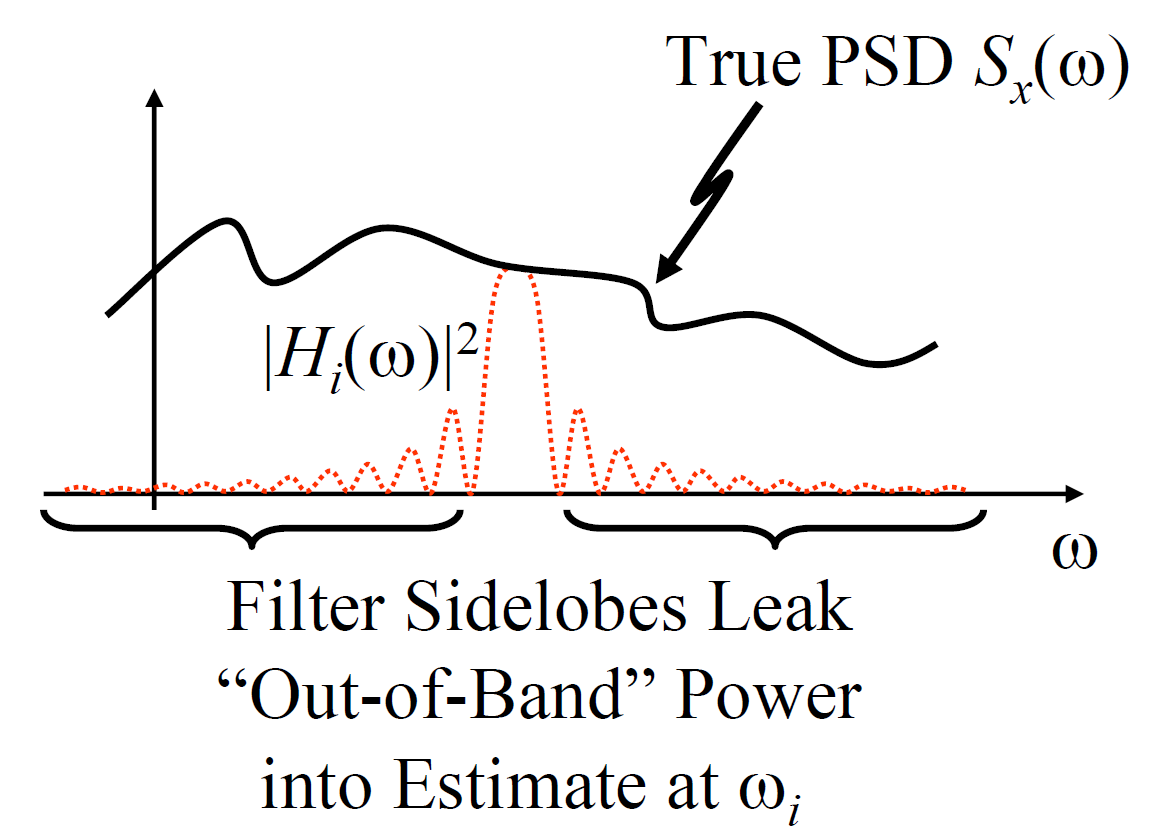 True PSD Sₓ(ω)
|Hᵢ(ω)|²
ω
Filter Sidelobes Leak
“Out-of-Band” Power
into Estimate at ωᵢ